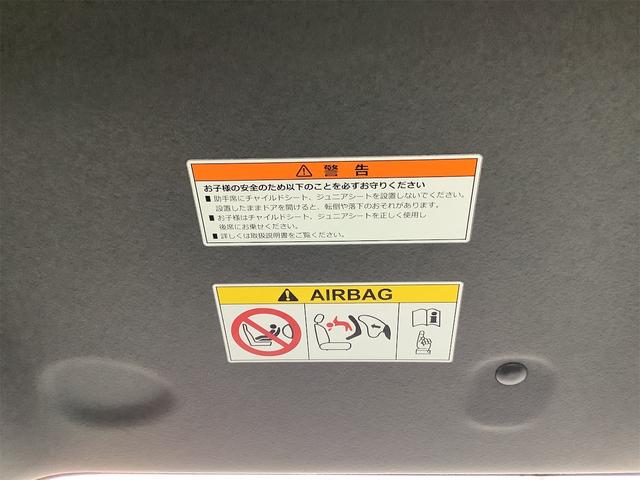 ⚠ 警告
お子様の安全のため以下のことを必ずお守りください
■ 助手席にチャイルドシート、ジュニアシートを設置しないでください。
設置したままドアを開けると、転倒や落下のおそれがあります。
■ お子様はチャイルドシート、ジュニアシートを正しく使用し
後席にお乗せください。
■ 詳しくは取扱説明書をご覧ください。
⚠ AIRBAG